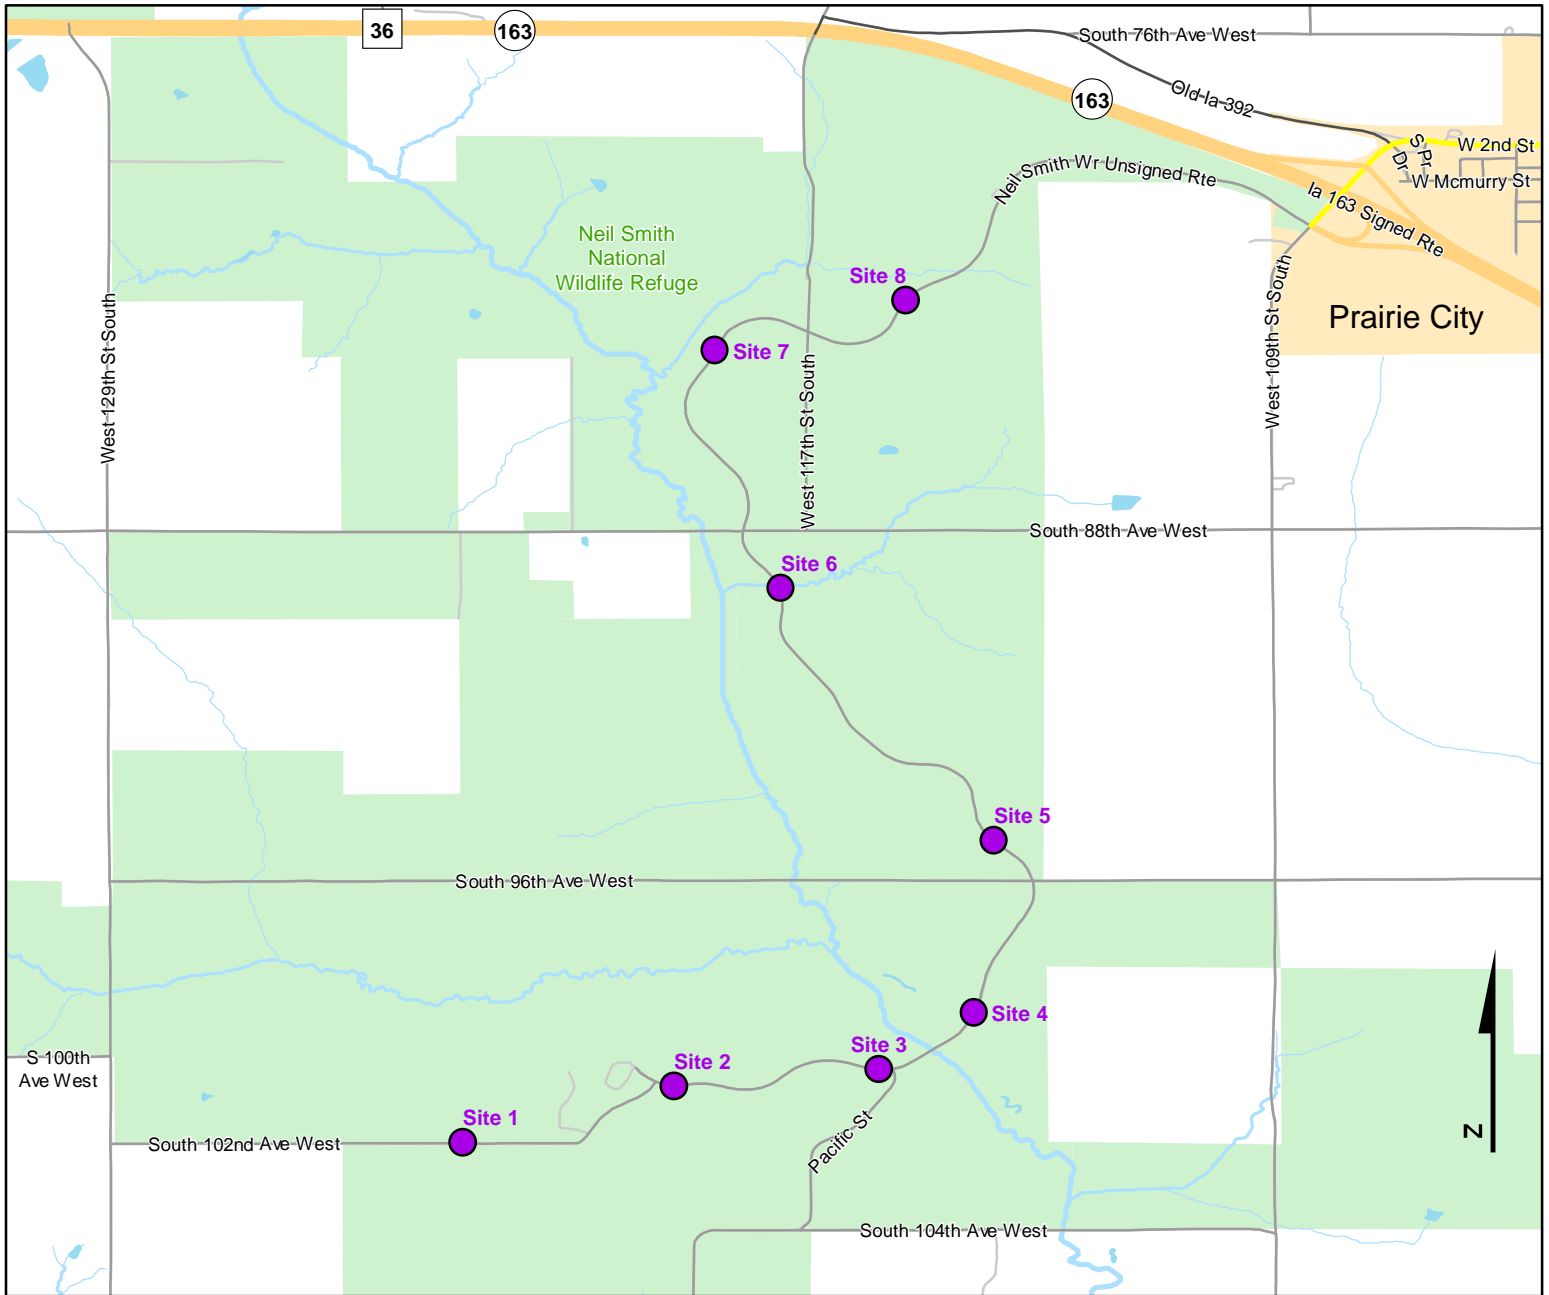 36
163
South 76th Ave West
163
Old Ia 392
S Pr
Dr
W 2nd St
W Mcmurry St
Neil Smith Wr Unsigned Rte
Ia 163 Signed Rte
Neil Smith
National
Wildlife Refuge
Site 8
West 109th St South
Prairie City
West 129th St South
Site 7
West 117th St South
South 88th Ave West
Site 6
Site 5
South 96th Ave West
Site 4
S 100th
Ave West
Site 2
Site 3
Site 1
South 102nd Ave West
Pacific St
N
South 104th Ave West